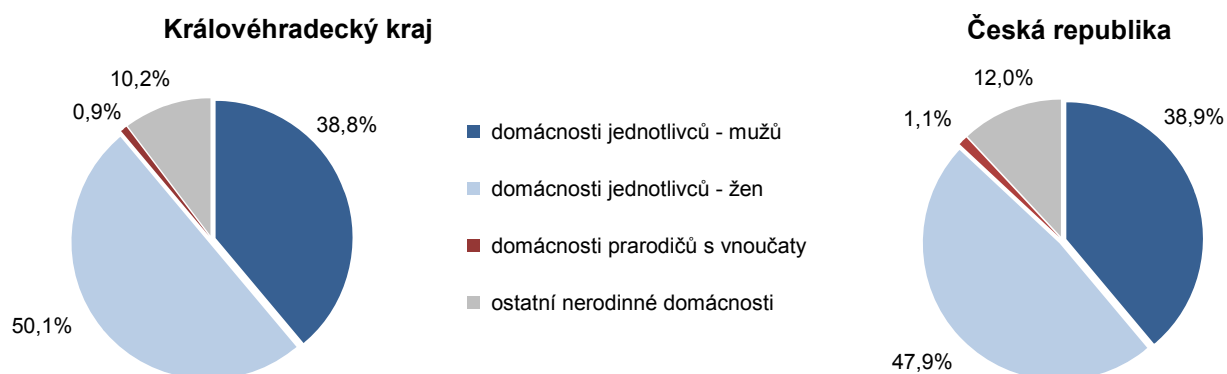 Královéhradecký kraj
10,2%
0,9%
38,8%
50,1%
domácnosti jednotlivců - mužů
domácnosti jednotlivců - žen
domácnosti prarodičů s vnoučaty
ostatní nerodinné domácnosti
Česká republika
12,0%
1,1%
38,9%
47,9%